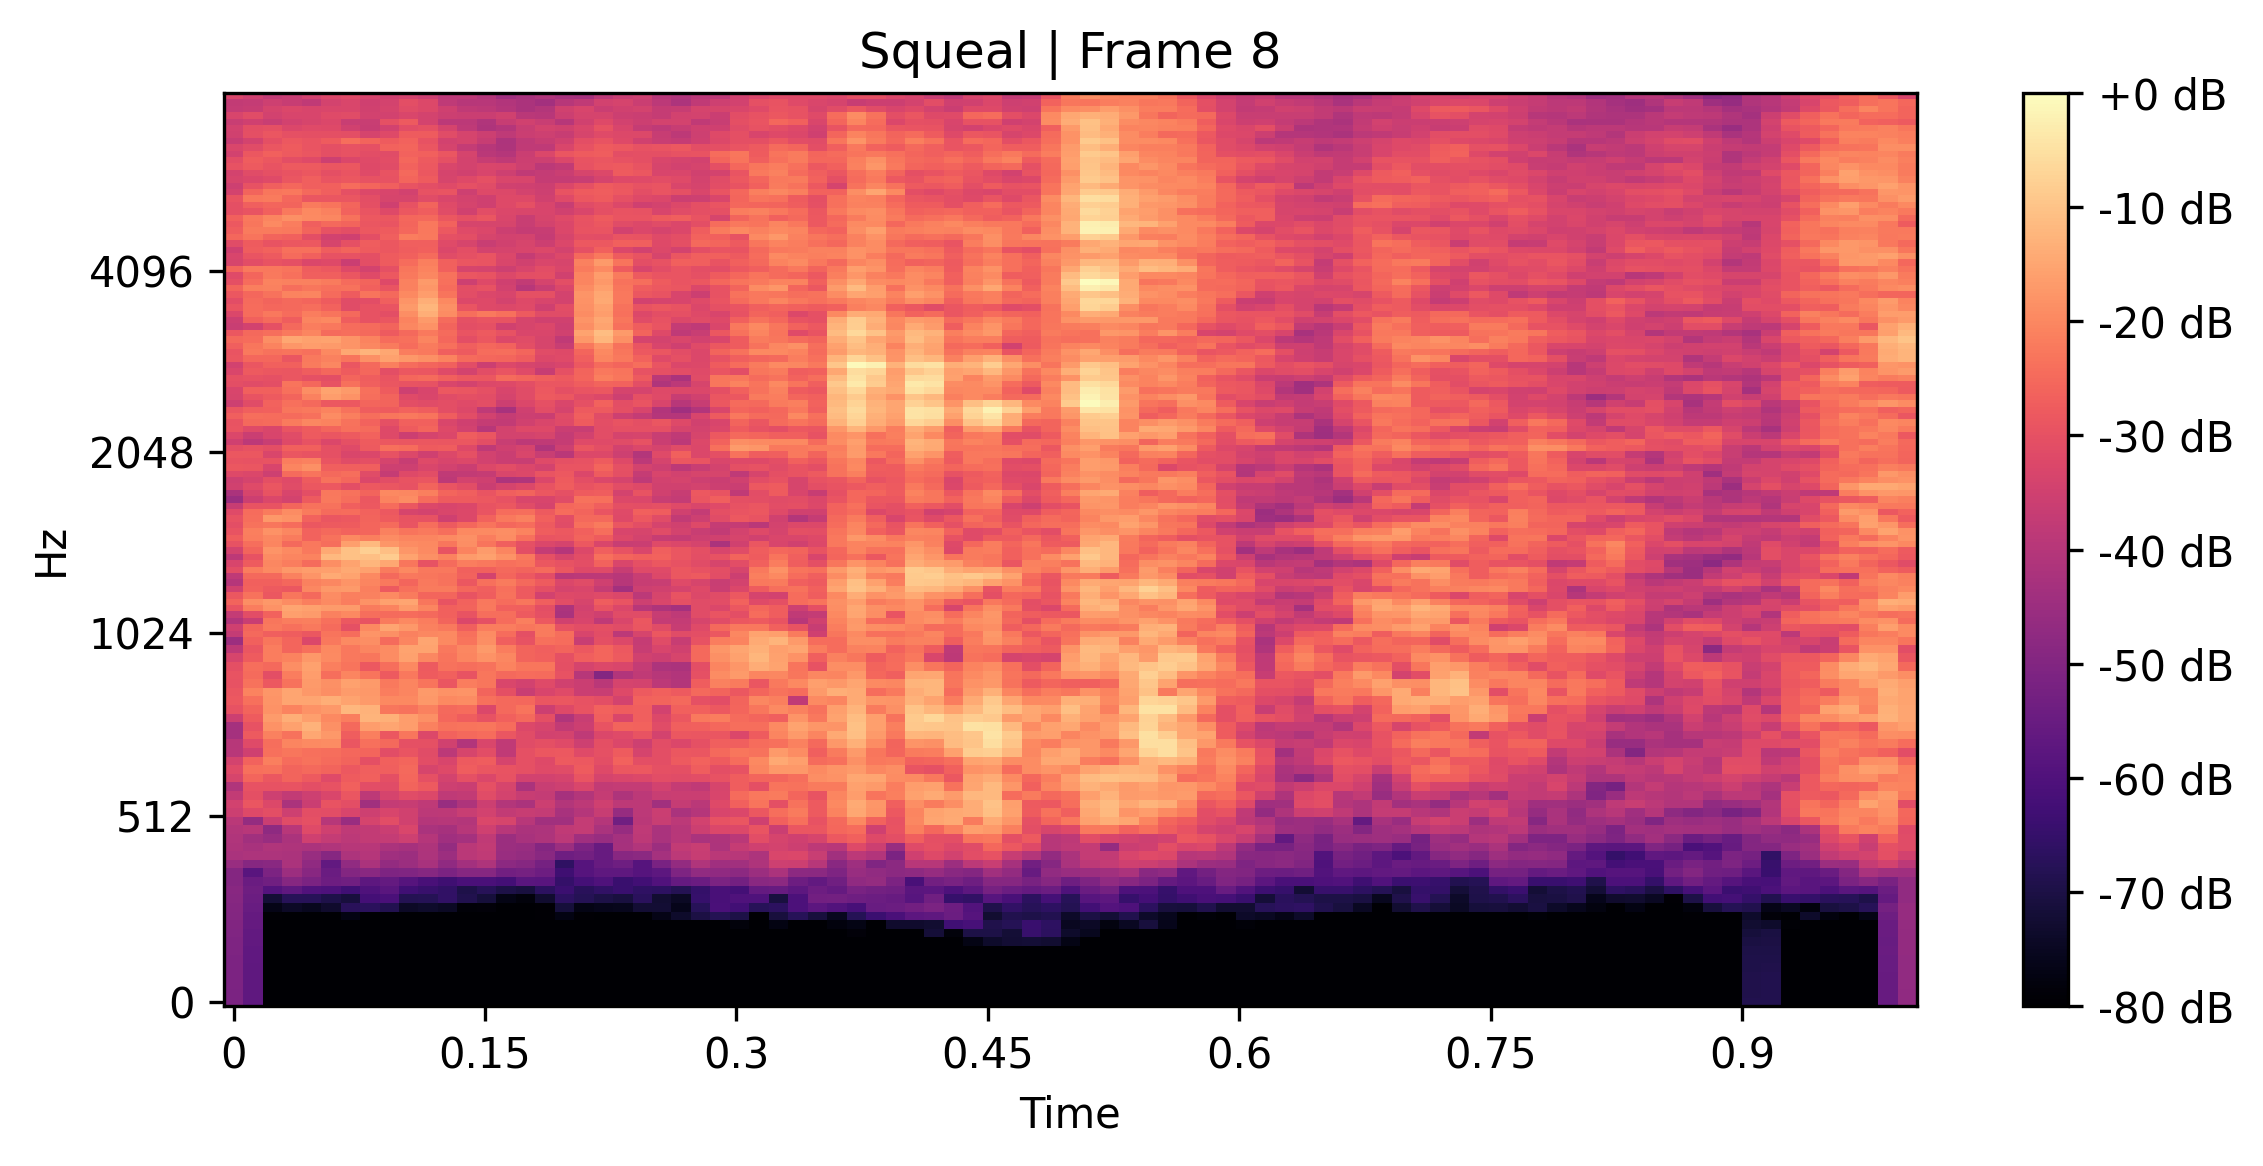 Squeal | Frame 8
Hz
4096
2048
1024
512
0
0 0.15 0.3 0.45 0.6 0.75 0.9
Time
+0 dB
-10 dB
-20 dB
-30 dB
-40 dB
-50 dB
-60 dB
-70 dB
-80 dB